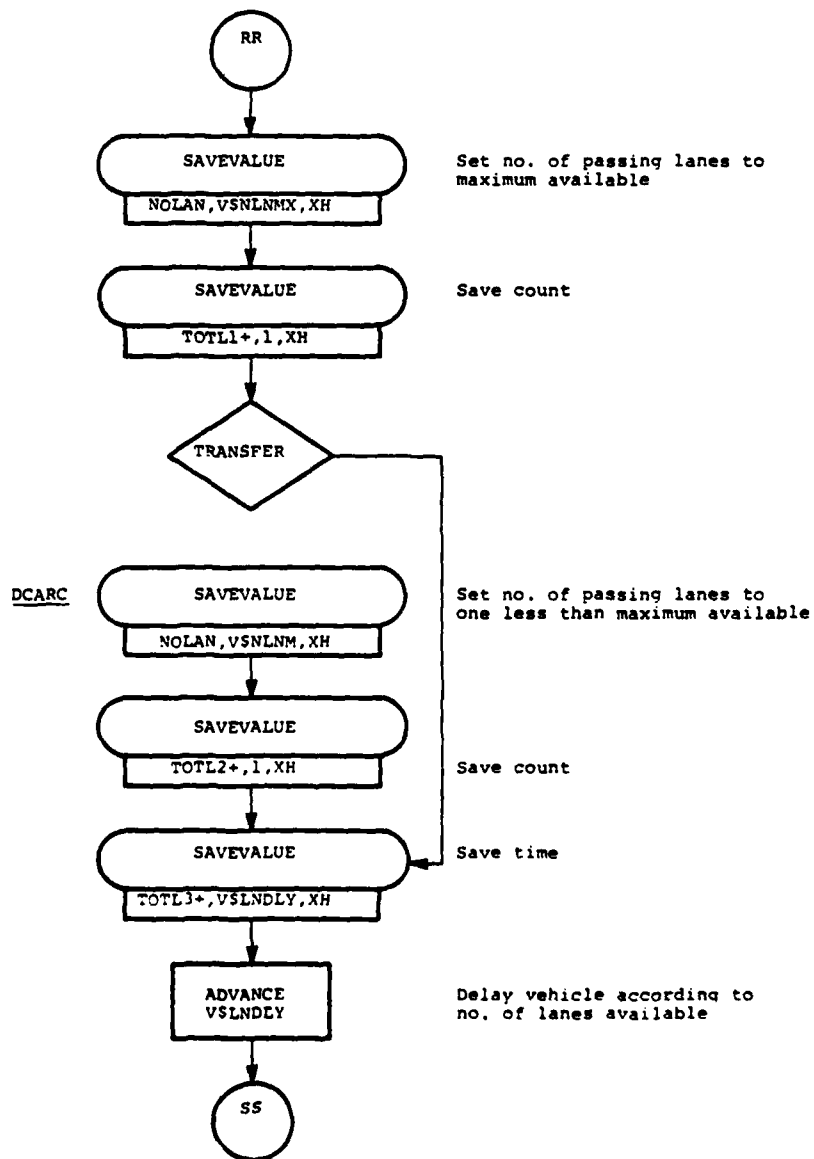 RR
SAVEVALUE
Set no. of passing lanes to
maximum available
NOLAN,V$NLNMX,XH
SAVEVALUE
Save count
TOTL1+,1,XH
TRANSFER
DCARC
SAVEVALUE
Set no. of passing lanes to
one less than maximum available
NOLAN,V$NLNM,XH
SAVEVALUE
TOTL2+,1,XH
Save count
SAVEVALUE
Save time
TOTL3+,V$LNDLY,XH
ADVANCE
V$LNDLY
Delay vehicle according to
no. of lanes available
SS